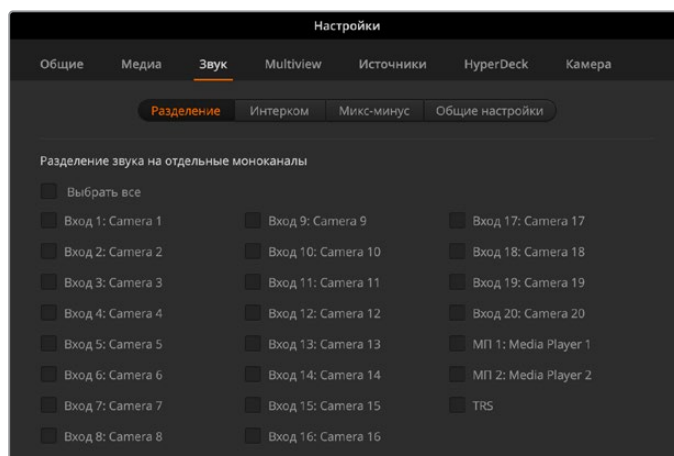 Настройки
Общие Медиа Звук Multiview Источники HyperDeck Камера
Разделение Интерком Микс-минус Общие настройки
Разделение звука на отдельные моноканалы
Выбрать все
Вход 1: Camera 1 Вход 9: Camera 9 Вход 17: Camera 17
Вход 2: Camera 2 Вход 10: Camera 10 Вход 18: Camera 18
Вход 3: Camera 3 Вход 11: Camera 11 Вход 19: Camera 19
Вход 4: Camera 4 Вход 12: Camera 12 Вход 20: Camera 20
Вход 5: Camera 5 Вход 13: Camera 13 МП 1: Media Player 1
Вход 6: Camera 6 Вход 14: Camera 14 МП 2: Media Player 2
Вход 7: Camera 7 Вход 15: Camera 15 TRS
Вход 8: Camera 8 Вход 16: Camera 16